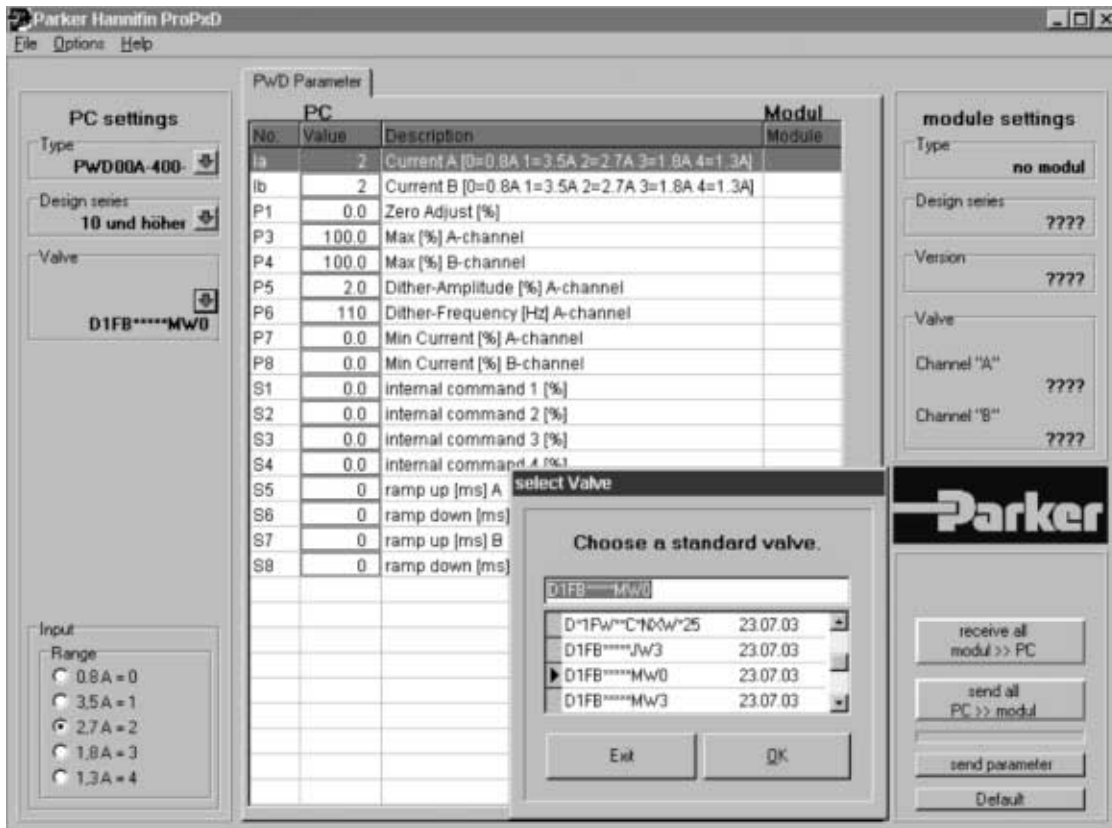 Parker Hannifin ProPxD
File Options Help
PWD Parameter
PC settings
Type
PWD00A-400-
Design series
10 und höher
Valve
D1FB*****MW0
Input
Range
0.8A = 0
3,5A = 1
2,7A = 2
1,8A = 3
1,3A = 4
PC Modul
No. Value Description Module
Ia 2 Current A [0=0.8A 1=3.5A 2=2.7A 3=1.8A 4=1.3A]
Ib 2 Current B [0=0.8A 1=3.5A 2=2.7A 3=1.8A 4=1.3A]
P1 0.0 Zero Adjust [%]
P3 100.0 Max [%] A-channel
P4 100.0 Max [%] B-channel
P5 2.0 Dither-Amplitude [%] A-channel
P6 110 Dither-Frequency [Hz] A-channel
P7 0.0 Min Current [%] A-channel
P8 0.0 Min Current [%] B-channel
S1 0.0 internal command 1 [%]
S2 0.0 internal command 2 [%]
S3 0.0 internal command 3 [%]
S4 0.0 internal command 4 [%]
S5 0 ramp up [ms] A
S6 0 ramp down [ms]
S7 0 ramp up [ms] B
S8 0 ramp down [ms]
select Valve
Choose a standard valve.
D1FB*****MW0
D*1FW**C*NXW*25 23.07.03
D1FB*****JW3 23.07.03
D1FB*****MW0 23.07.03
D1FB*****MW3 23.07.03
Exit OK
module settings
Type
no modul
Design series
????
Version
????
Valve
Channel "A"
????
Channel "B"
????
Parker
receive all
modul >> PC
send all
PC >> modul
send parameter
Default